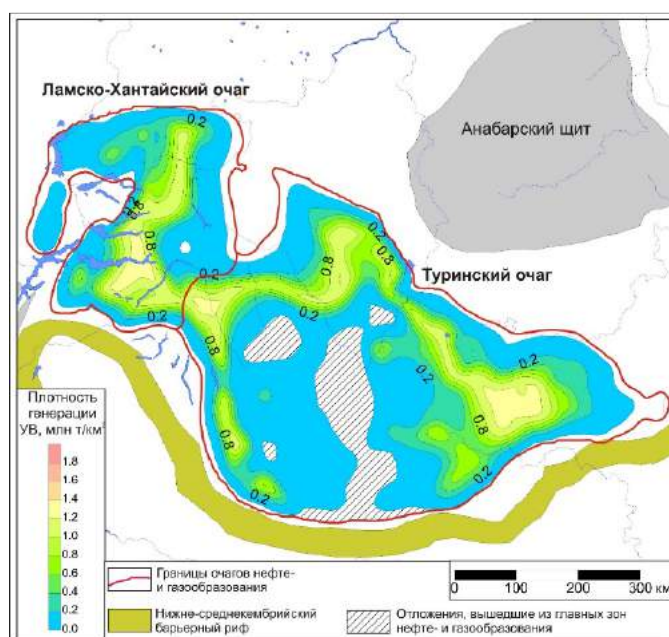 Ламско-Хантайский очаг
Анабарский щит
0.2
0.2
0.8
0.2
0.8
0.8
0.8
Туринский очаг
0.2
0.2
0.2
0.2
0.8
0.2
0.8
0.8
0.2
0.2
Плотность
генерации
УВ, млн т/км
1.8
1.6
1.4
1.2
1.0
0.8
0.6
0.4
0.2
0.0
Границы очагов нефте-
и газообразования
0 100 200 300 км
Нижне-среднекембрийский
барьерный риф
Отложения, вышедшие из главных зон
нефте- и газообразования